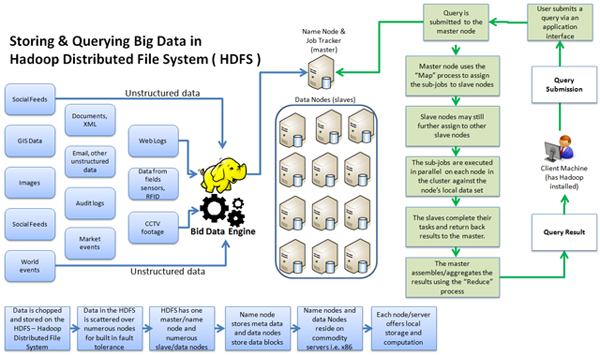 Storing & Querying Big Data in
Hadoop Distributed File System ( HDFS )
Name Node &
Job Tracker
(master)
Unstructured data
Social Feeds
GIS Data
Images
Social Feeds
World
events
Documents,
XML
Email, other
unstructured
data
Audit logs
Market
events
Web Logs
Data from
fields
sensors,
RFID
CCTV
footage
Bid Data Engine
Unstructured data
Data Nodes (slaves)
Query is
submitted to the
master node
Master node uses the
"Map" process to assign
the sub-jobs to slave nodes
Slave nodes may still
further assign to other
slave nodes
The sub-jobs are executed
in parallel on each node in
the cluster against the
node's local data set
The slaves complete their
tasks and return back
results to the master.
The master
assembles/aggregates the
results using the "Reduce"
process
User submits a
query via an
application
interface
Query
Submission
Client Machine
(has Hadoop
installed)
Query Result
Data is chopped
and stored on the
HDFS – Hadoop
Distributed File
System
Data in the HDFS
is scattered over
numerous nodes
for built in fault
tolerance
HDFS has one
master/name
node and
numerous
slave/data nodes
Name node
stores meta data
and data nodes
store data blocks
Name nodes and
data Nodes
reside on
commodity
servers i.e. x86
Each node/server
offers local
storage and
computation